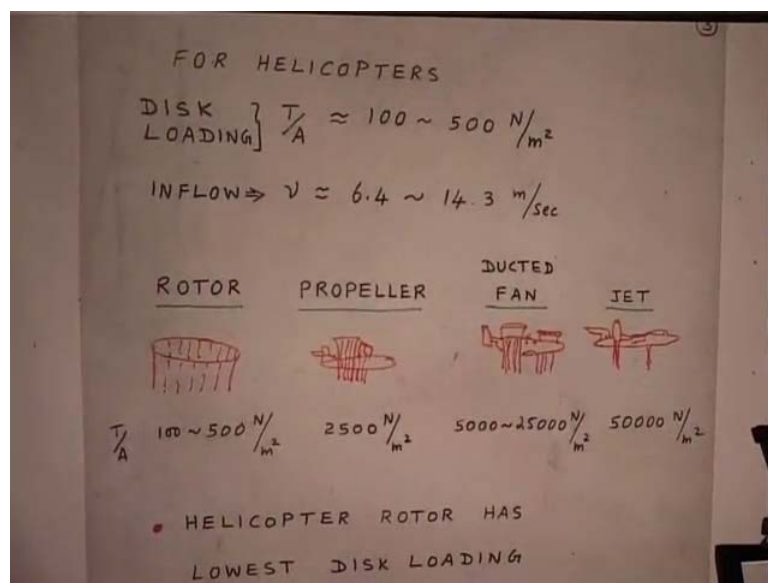 3
FOR HELICOPTERS
DISK LOADING } T/A ≈ 100 ~ 500 N/m²
INFLOW ⇒ ν ≈ 6.4 ~ 14.3 m/sec
ROTOR PROPELLER DUCTED FAN JET
T/A 100 ~ 500 N/m² 2500 N/m² 5000 ~ 25000 N/m² 50000 N/m²
• HELICOPTER ROTOR HAS
LOWEST DISK LOADING